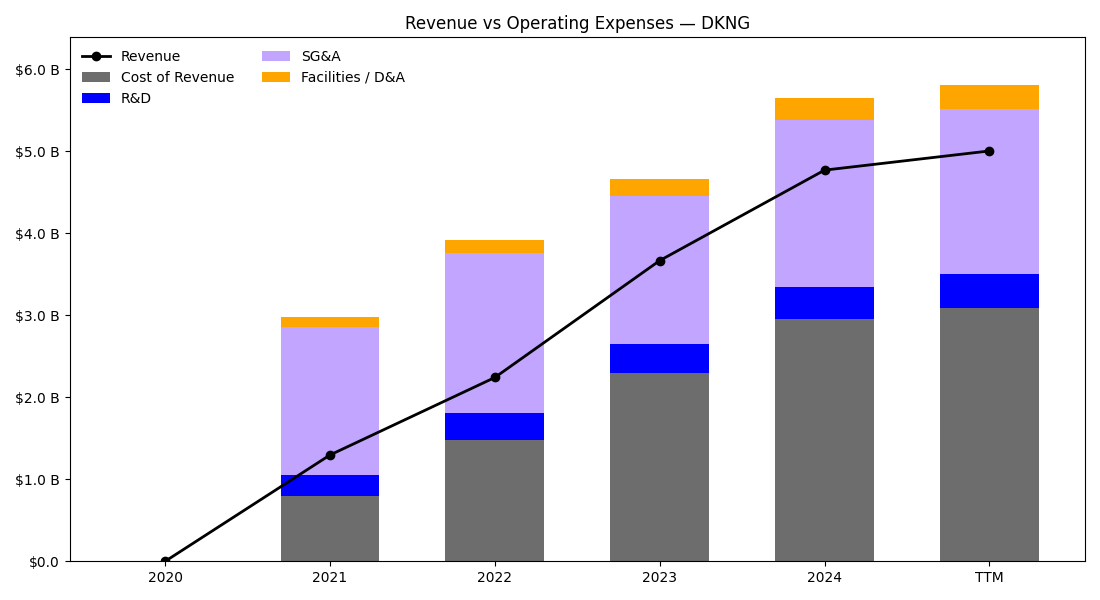 Revenue vs Operating Expenses — DKNG
Revenue
Cost of Revenue
R&D
SG&A
Facilities / D&A
$6.0 B
$5.0 B
$4.0 B
$3.0 B
$2.0 B
$1.0 B
$0.0
2020 2021 2022 2023 2024 TTM